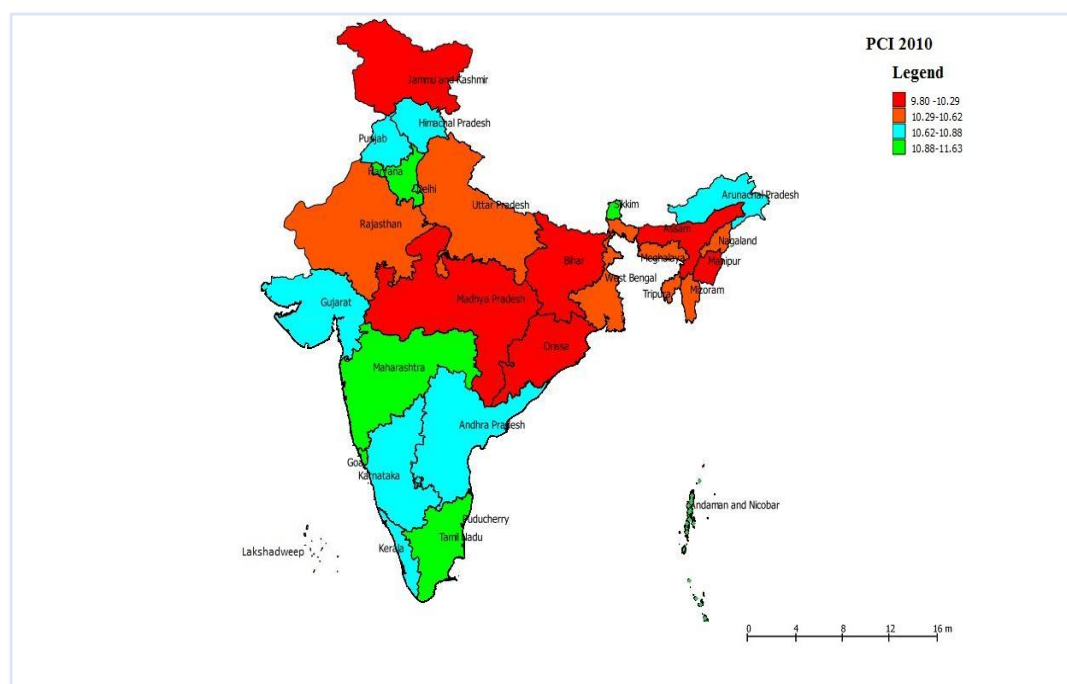 PCI 2010
Legend
9.80 -10.29
10.29-10.62
10.62-10.88
10.88-11.63
Jammu and Kashmir
Himachal Pradesh
Punjab
Haryana
Delhi
Uttar Pradesh
Rajasthan
Sikkim
Arunachal Pradesh
Assam
Nagaland
Meghalaya
Manipur
Bihar
West Bengal
Tripura
Mizoram
Gujarat
Madhya Pradesh
Orissa
Maharashtra
Andhra Pradesh
Goa
Karnataka
Puducherry
Tamil Nadu
Kerala
Lakshadweep
Andaman and Nicobar
0 4 8 12 16 m